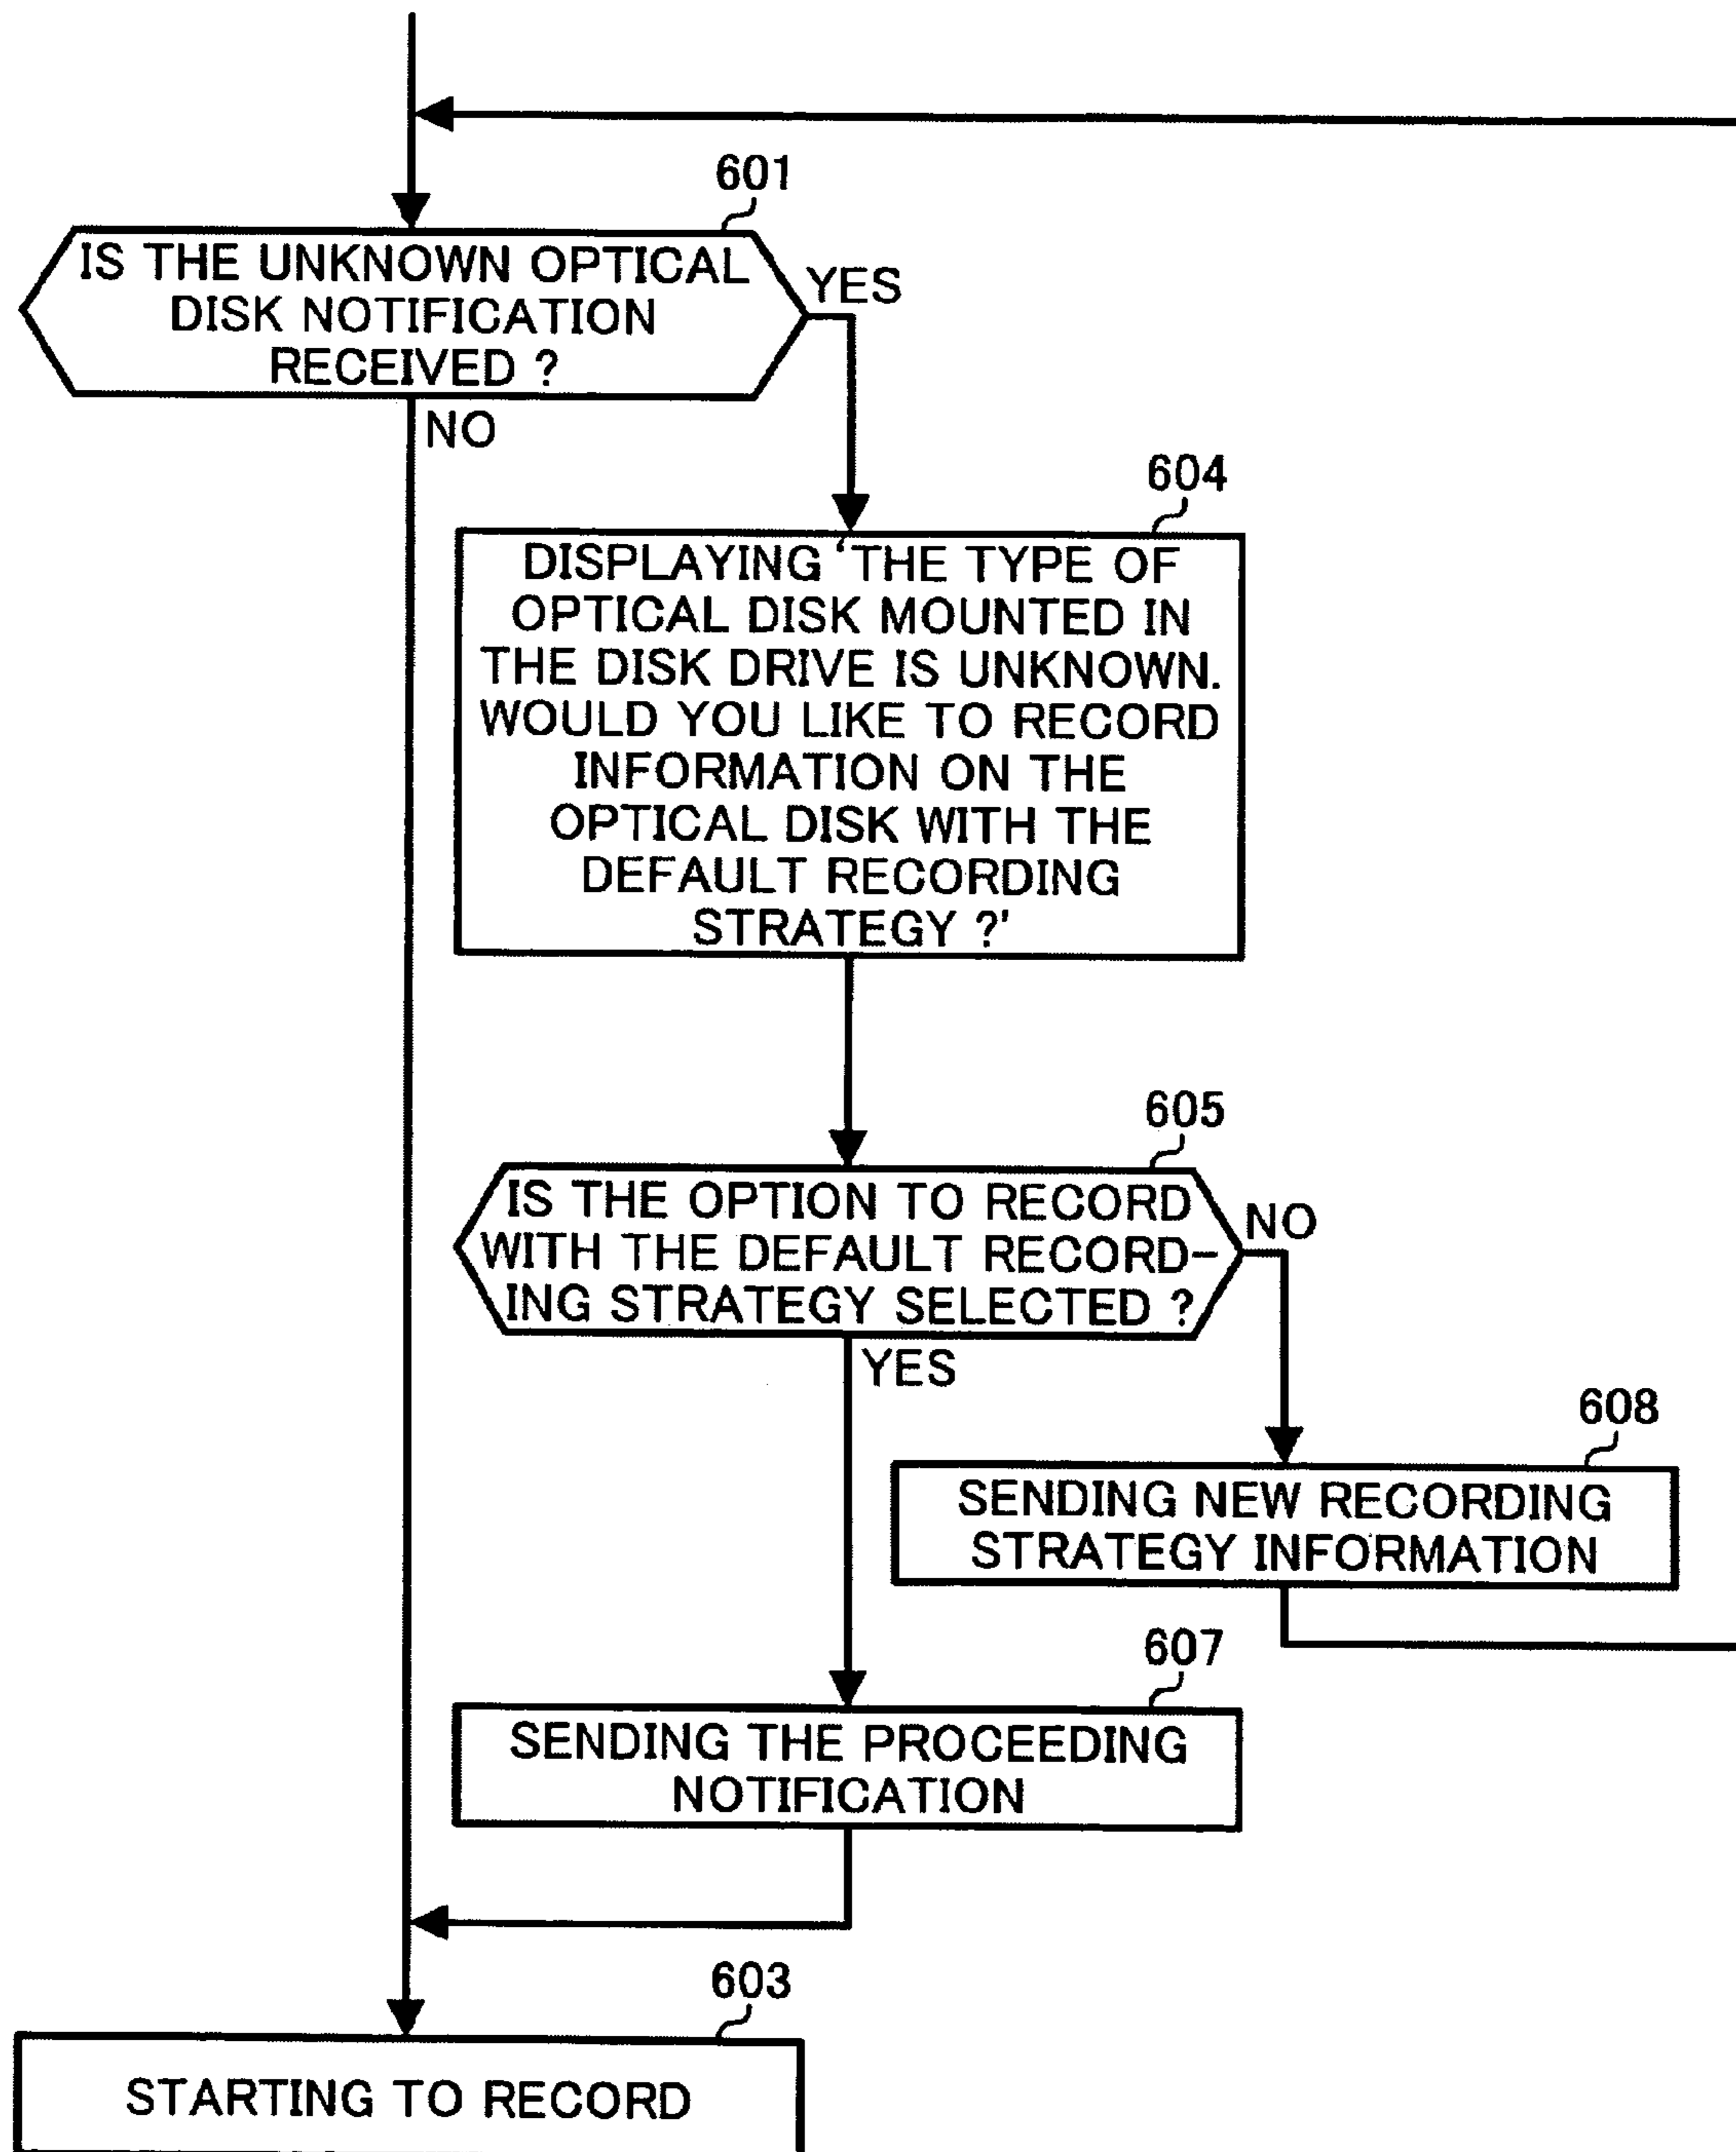 601
IS THE UNKNOWN OPTICAL
DISK NOTIFICATION
RECEIVED ?
YES
NO
604
DISPLAYING 'THE TYPE OF
OPTICAL DISK MOUNTED IN
THE DISK DRIVE IS UNKNOWN.
WOULD YOU LIKE TO RECORD
INFORMATION ON THE
OPTICAL DISK WITH THE
DEFAULT RECORDING
STRATEGY ?'
605
IS THE OPTION TO RECORD
WITH THE DEFAULT RECORD-
ING STRATEGY SELECTED ?
NO
YES
608
SENDING NEW RECORDING
STRATEGY INFORMATION
607
SENDING THE PROCEEDING
NOTIFICATION
603
STARTING TO RECORD